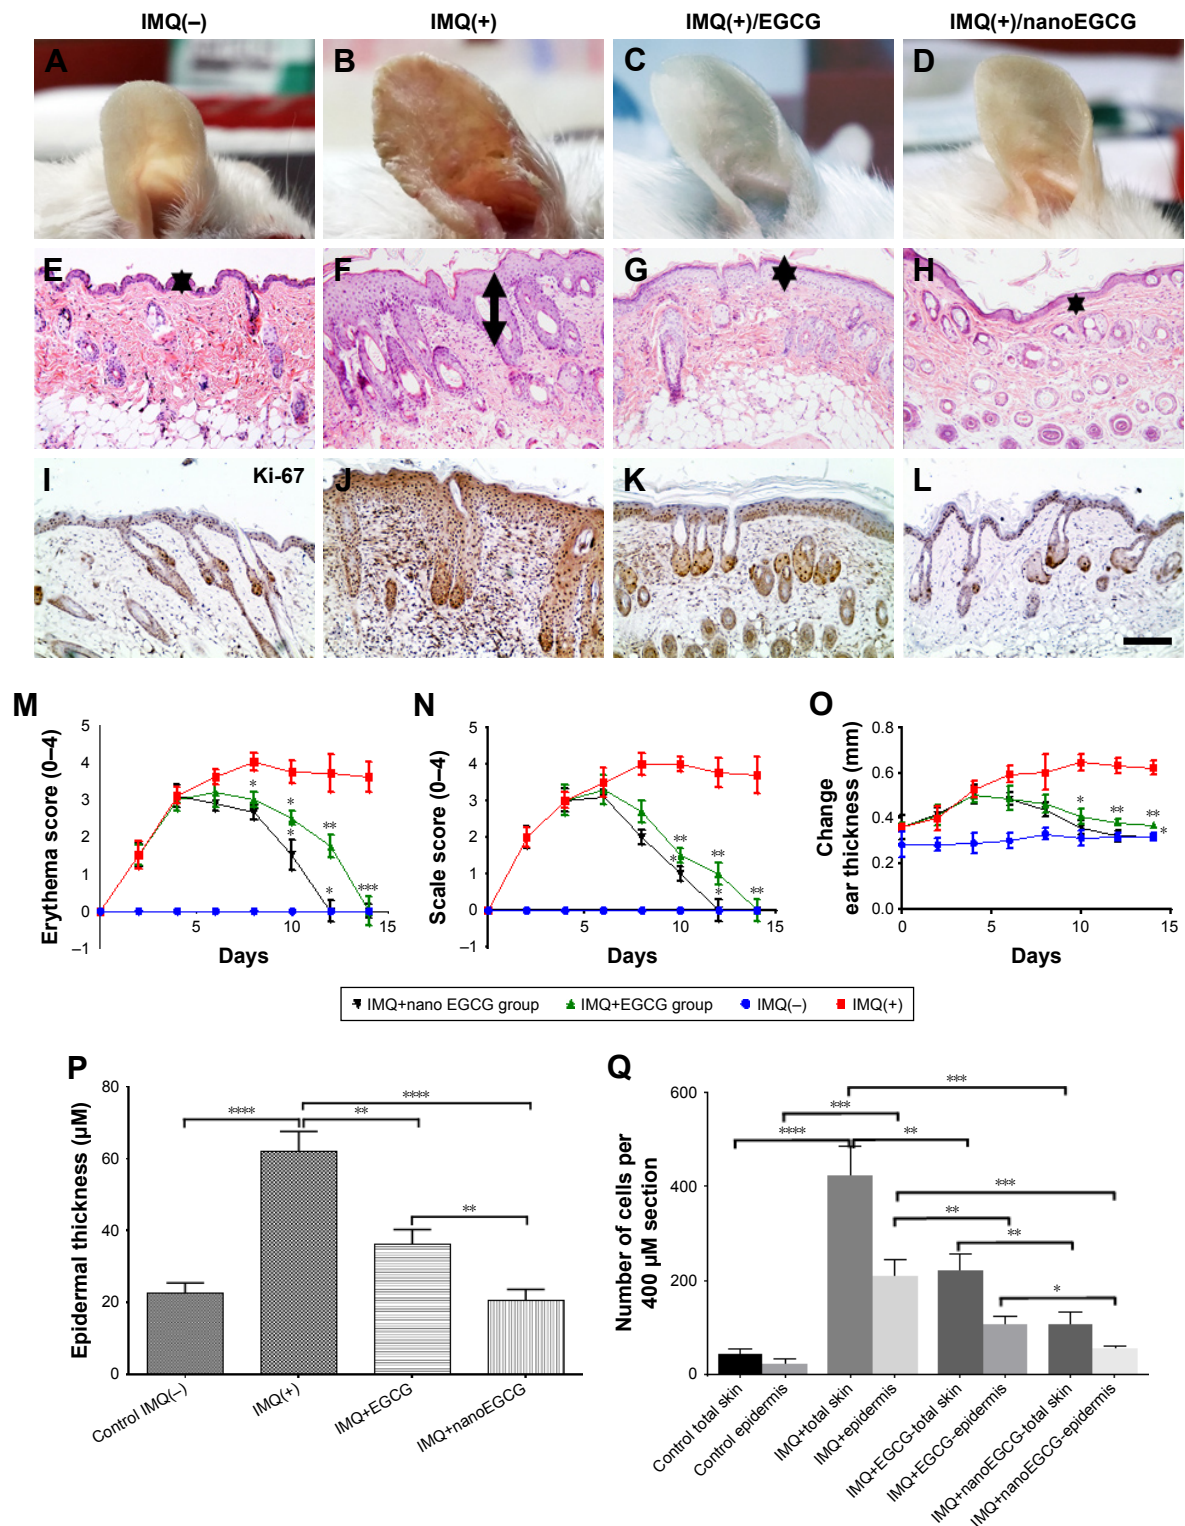 IMQ(–) IMQ(+) IMQ(+)/EGCG IMQ(+)/nanoEGCG
A B C D
E F G H
I Ki-67 J K L
M N O
Erythema score (0–4)
5
4
3
2
1
0
–1
5 10 15
Days
*
*
*
**
*
***
Scale score (0–4)
5
4
3
2
1
0
–1
5 10 15
Days
**
*
**
*
**
Change
ear thickness (mm)
0.8
0.6
0.4
0.2
0.0
0 5 10 15
Days
*
**
**
*
IMQ+nano EGCG group IMQ+EGCG group IMQ(–) IMQ(+)
P
Epidermal thickness (µM)
80
60
40
20
0
****
****
**
**
Control IMQ(–)
IMQ(+)
IMQ+EGCG
IMQ+nanoEGCG
Q
Number of cells per
400 µM section
600
400
200
0
***
***
****
**
***
**
**
*
Control total skin
Control epidermis
IMQ+total skin
IMQ+epidermis
IMQ+EGCG-total skin
IMQ+EGCG-epidermis
IMQ+nanoEGCG-total skin
IMQ+nanoEGCG-epidermis